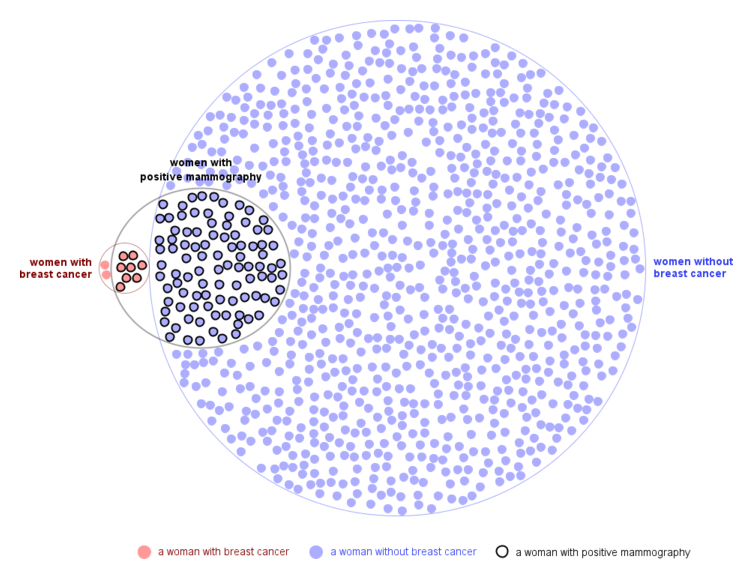 women with
positive mammography
women with
breast cancer
women without
breast cancer
a woman with breast cancer
a woman without breast cancer
a woman with positive mammography